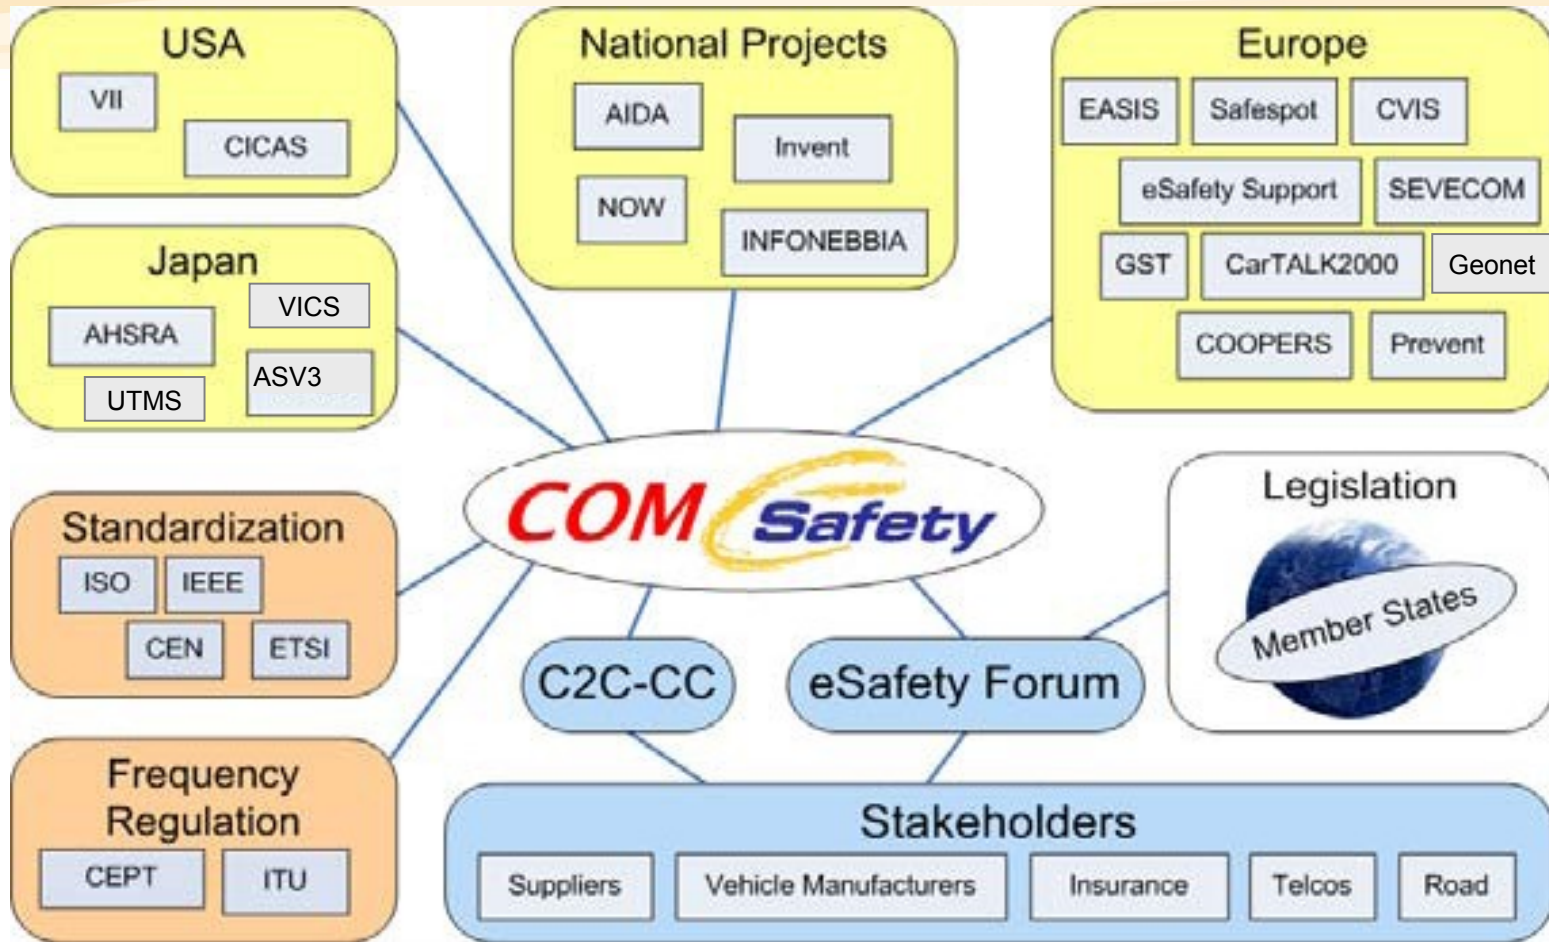 USA
VII
CICAS
National Projects
AIDA
Invent
NOW
INFONEBBIA
Europe
EASIS
Safespot
CVIS
eSafety Support
SEVECOM
GST
CarTALK2000
Geonet
COOPERS
Prevent
Japan
VICS
AHSRA
ASV3
UTMS
COM Safety
Standardization
ISO
IEEE
CEN
ETSI
Legislation
Member States
C2C-CC
eSafety Forum
Frequency
Regulation
CEPT
ITU
Stakeholders
Suppliers
Vehicle Manufacturers
Insurance
Telcos
Road